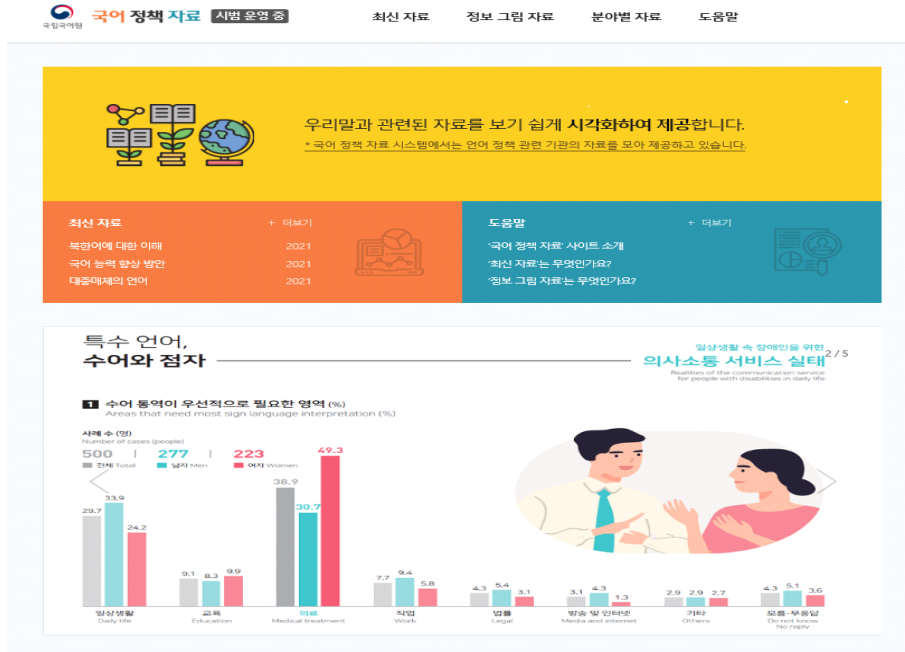 국립국어원
국어 정책 자료 시범 운영 중
최신 자료 정보 그림 자료 분야별 자료 도움말
우리말과 관련된 자료를 보기 쉽게 시각화하여 제공합니다.
* 국어 정책 자료 시스템에서는 언어 정책 관련 기관의 자료를 모아 제공하고 있습니다.
최신 자료 + 더보기
북한어에 대한 이해 2021
국어 능력 향상 방안 2021
대중매체의 언어 2021
도움말 + 더보기
'국어 정책 자료' 사이트 소개
'최신 자료'는 무엇인가요?
'정보 그림 자료'는 무엇인가요?
특수 언어,
수어와 점자
일상생활 속 장애인을 위한
의사소통 서비스 실태
2 / 5
Realities of the communication service
for people with disabilities in daily life
1 수어 통역이 우선적으로 필요한 영역 (%)
Areas that need most sign language interpretation (%)
사례 수 (명)
Number of cases (people)
500 | 277 | 223
전체 Total 남자 Men 여자 Women
29.7 33.9 24.2
9.1 8.3 9.9
38.9 30.7 49.3
7.7 9.4 5.8
4.3 5.4 3.1
3.1 4.3 1.3
2.9 2.9 2.7
4.3 5.1 3.6
일상생활 교육 의료 직업 법률 방송 및 인터넷 기타 모름·무응답
Daily life Education Medical treatment Work Legal Media and internet Others Do not know
No reply